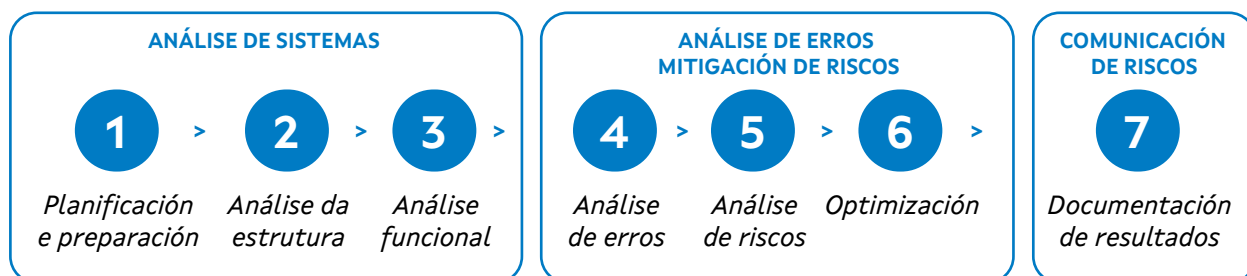 ANÁLISE DE SISTEMAS
1 > 2 > 3 >
Planificación
e preparación
Análise da
estrutura
Análise
funcional
ANÁLISE DE ERROS
MITIGACIÓN DE RISCOS
4 > 5 > 6 >
Análise
de erros
Análise
de riscos
Optimización
COMUNICACIÓN
DE RISCOS
7
Documentación
de resultados